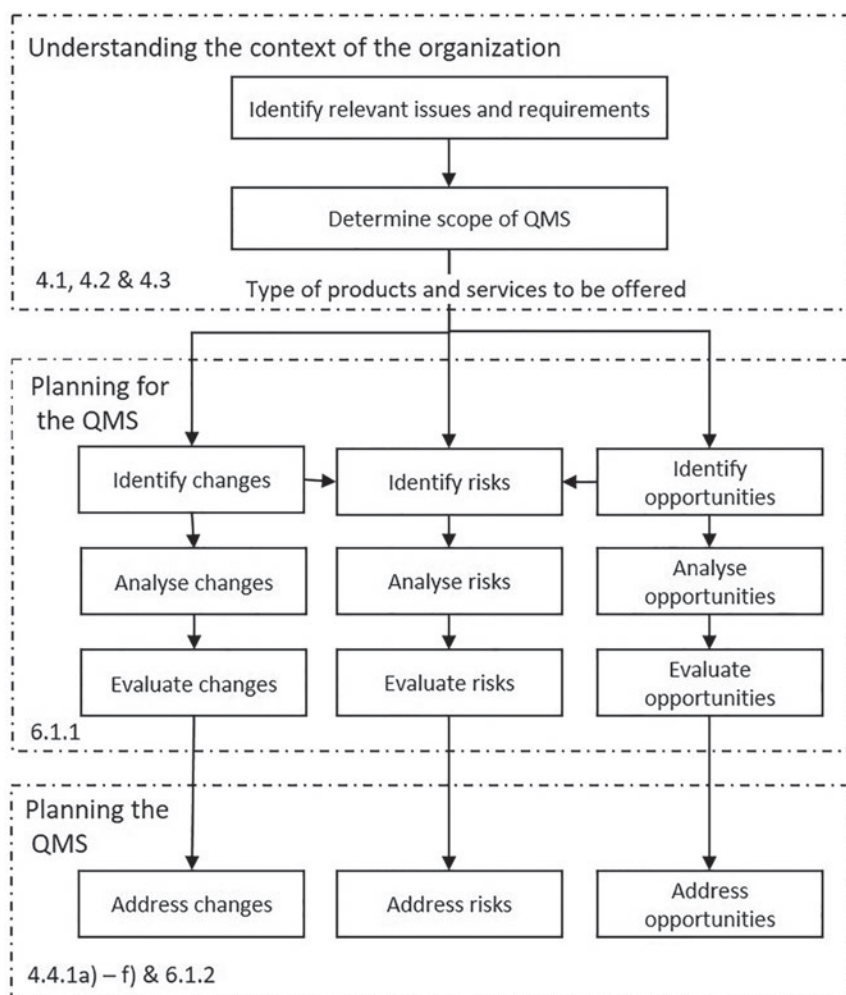 Understanding the context of the organization
Identify relevant issues and requirements
Determine scope of QMS
4.1, 4.2 & 4.3
Type of products and services to be offered
Planning for
the QMS
Identify changes
Identify risks
Identify
opportunities
Analyse changes
Analyse risks
Analyse
opportunities
Evaluate changes
Evaluate risks
Evaluate
opportunities
6.1.1
Planning the
QMS
Address changes
Address risks
Address
opportunities
4.4.1a) – f) & 6.1.2